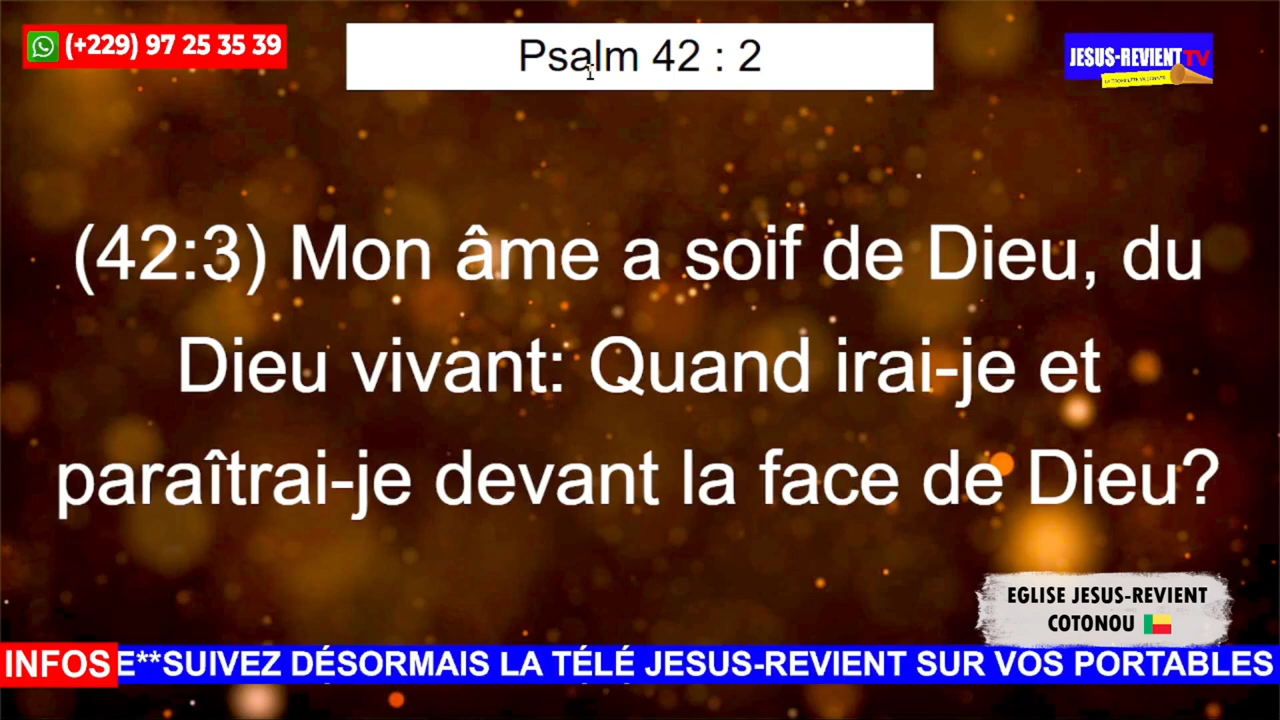 (+229) 97 25 35 39
Psalm 42 : 2
JESUS-REVIENT TV
(42:3) Mon âme a soif de Dieu, du
Dieu vivant: Quand irai-je et
paraîtrai-je devant la face de Dieu?
EGLISE JESUS-REVIENT
COTONOU
INFOS E**SUIVEZ DÉSORMAIS LA TÉLÉ JESUS-REVIENT SUR VOS PORTABLES